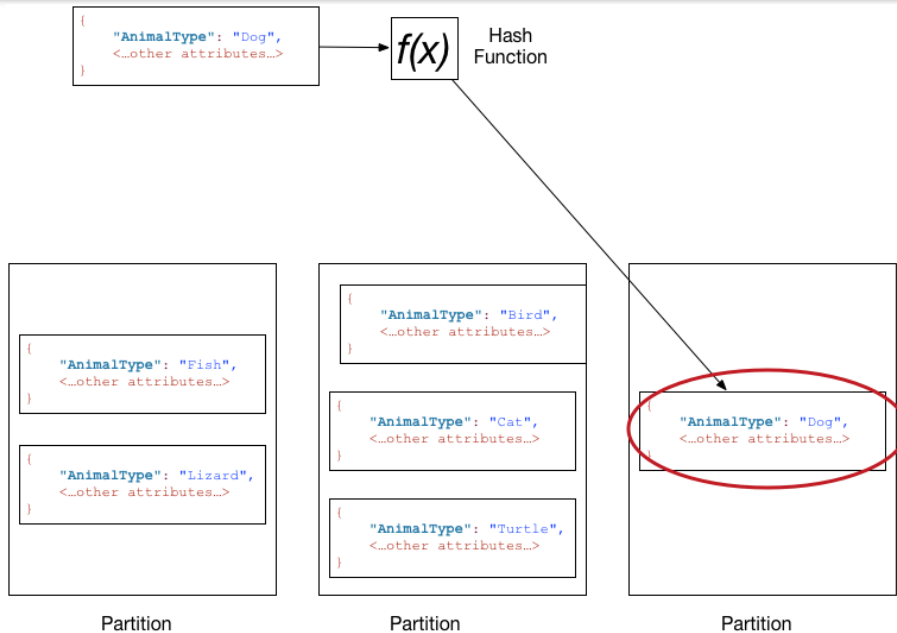 {
"AnimalType": "Dog",
<…other attributes…>
}
f(x)
Hash
Function
{
"AnimalType": "Fish",
<…other attributes…>
}
{
"AnimalType": "Lizard",
<…other attributes…>
}
Partition
{
"AnimalType": "Bird",
<…other attributes…>
}
{
"AnimalType": "Cat",
<…other attributes…>
}
{
"AnimalType": "Turtle",
<…other attributes…>
}
Partition
{
"AnimalType": "Dog",
<…other attributes…>
}
Partition